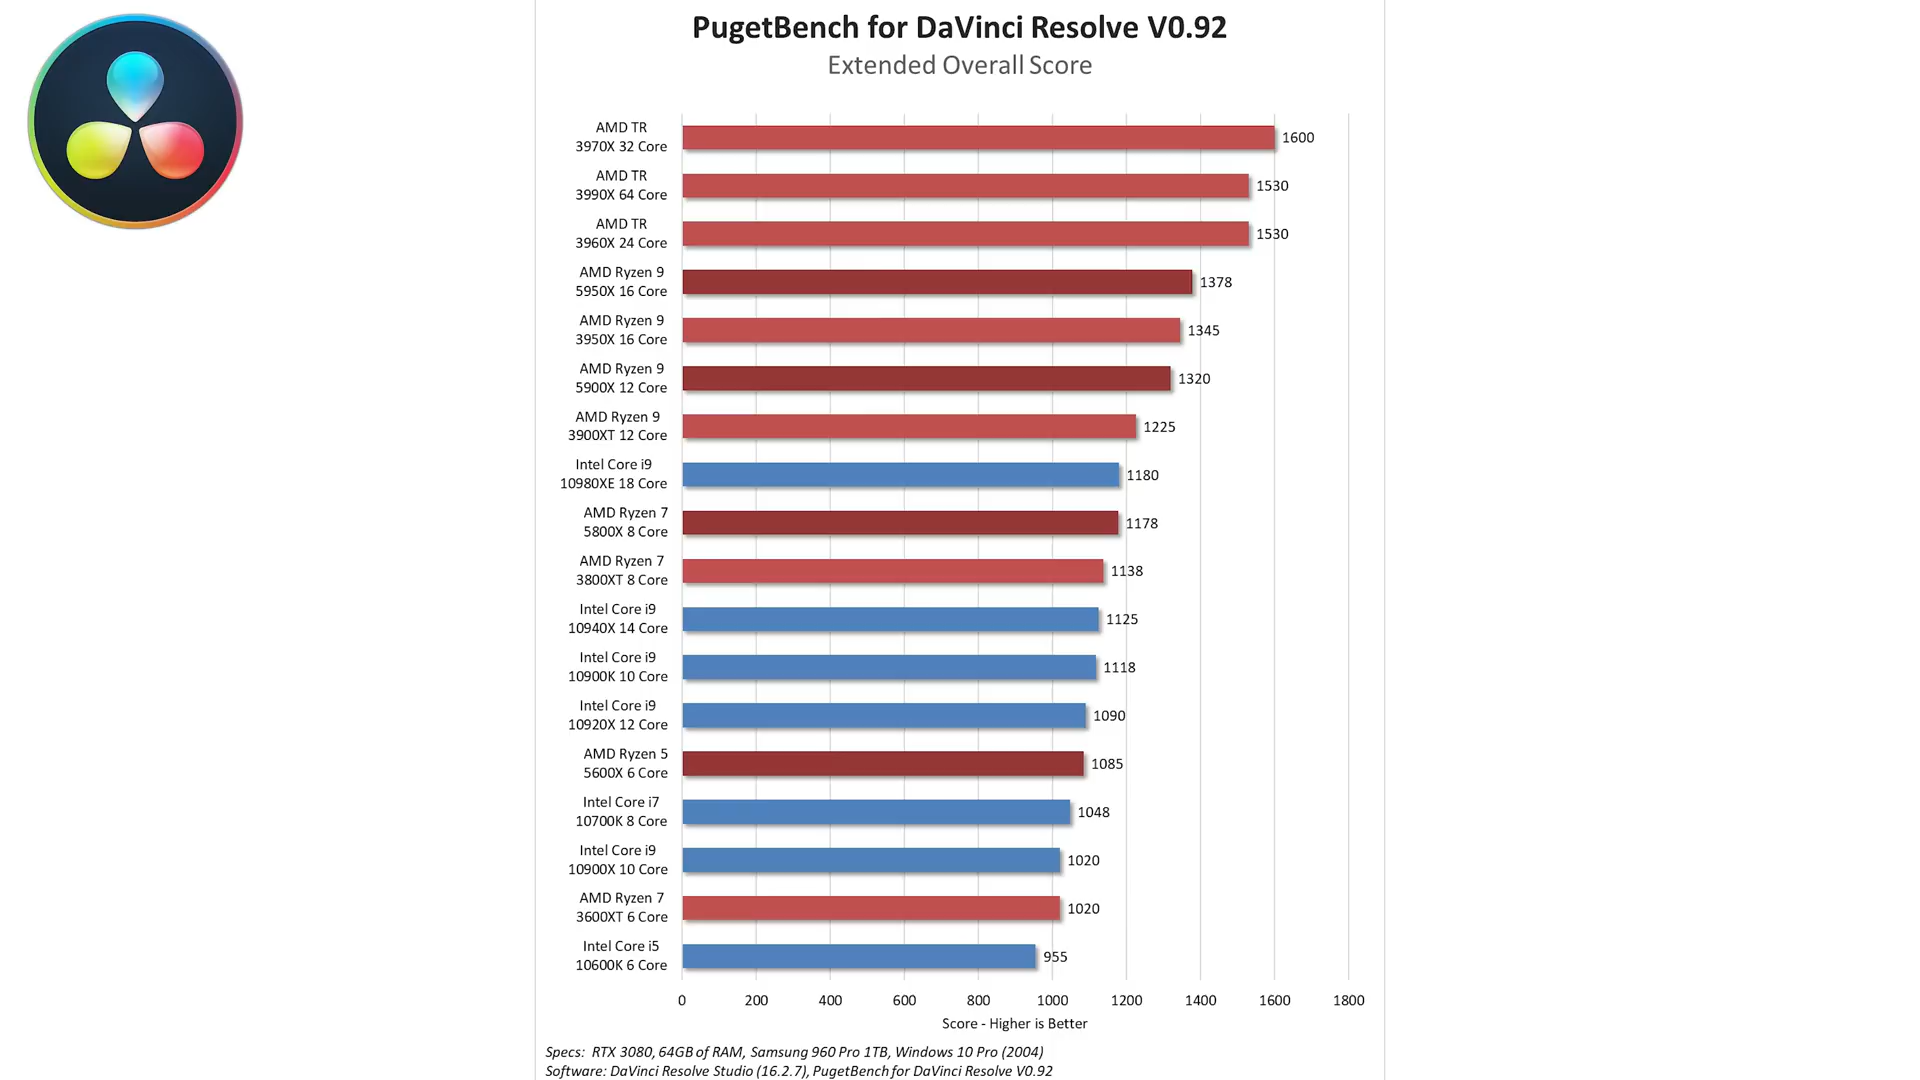 PugetBench for DaVinci Resolve V0.92
Extended Overall Score
AMD TR
3970X 32 Core
1600
AMD TR
3990X 64 Core
1530
AMD TR
3960X 24 Core
1530
AMD Ryzen 9
5950X 16 Core
1378
AMD Ryzen 9
3950X 16 Core
1345
AMD Ryzen 9
5900X 12 Core
1320
AMD Ryzen 9
3900XT 12 Core
1225
Intel Core i9
10980XE 18 Core
1180
AMD Ryzen 7
5800X 8 Core
1178
AMD Ryzen 7
3800XT 8 Core
1138
Intel Core i9
10940X 14 Core
1125
Intel Core i9
10900K 10 Core
1118
Intel Core i9
10920X 12 Core
1090
AMD Ryzen 5
5600X 6 Core
1085
Intel Core i7
10700K 8 Core
1048
Intel Core i9
10900X 10 Core
1020
AMD Ryzen 7
3600XT 6 Core
1020
Intel Core i5
10600K 6 Core
955
0 200 400 600 800 1000 1200 1400 1600 1800
Score - Higher is Better
Specs: RTX 3080, 64GB of RAM, Samsung 960 Pro 1TB, Windows 10 Pro (2004)
Software: DaVinci Resolve Studio (16.2.7), PugetBench for DaVinci Resolve V0.92